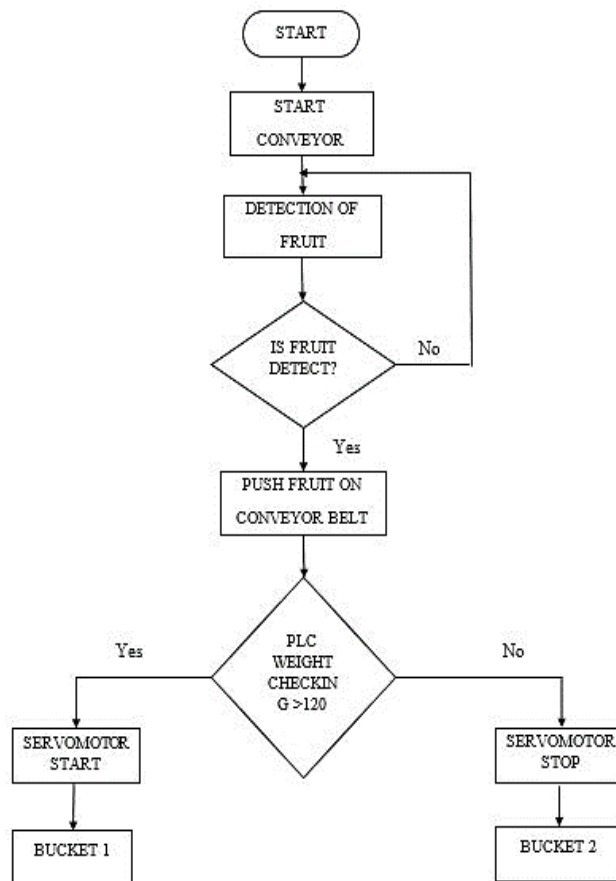 START
START
CONVEYOR
DETECTION OF
FRUIT
IS FRUIT
DETECT?
No
Yes
PUSH FRUIT ON
CONVEYOR BELT
PLC
WEIGHT
CHECKIN
G >120
Yes
No
SERVOMOTOR
START
SERVOMOTOR
STOP
BUCKET 1
BUCKET 2